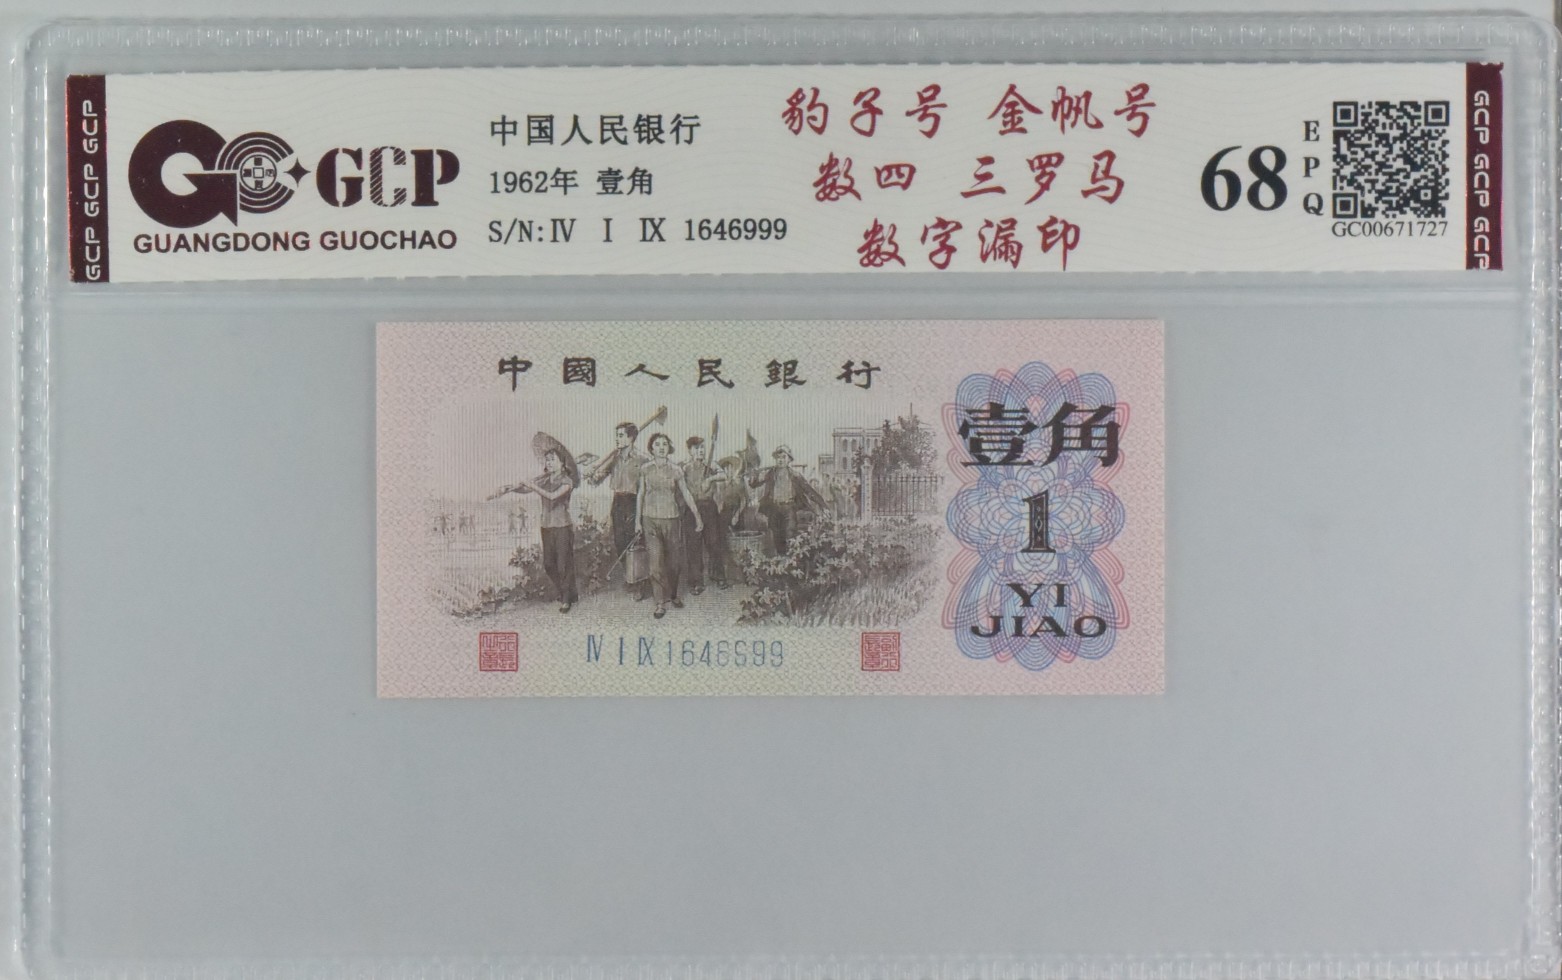 GCP GCP GCP
GCP
GUANGDONG GUOCHAO
中国人民银行
1962年 壹角
S/N:Ⅳ Ⅰ Ⅸ 1646999
豹子号 金帆号
数四 三罗马
数字漏印
68
EPQ
GC00671727
GCP GCP GCP
中國人民銀行
壹角
1
YI
JIAO
Ⅳ Ⅰ Ⅸ 1646S99